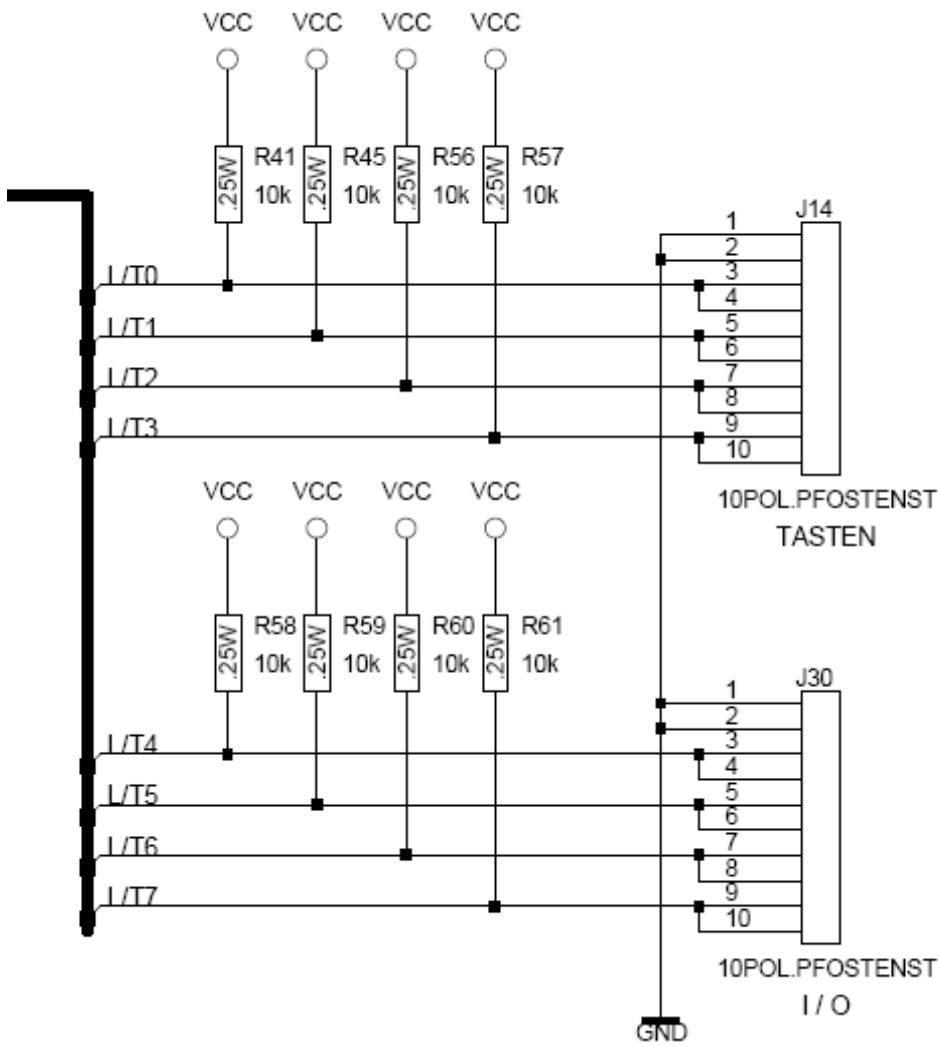 VCC VCC VCC VCC
R41 R45 R56 R57
.25W .25W .25W .25W
10k 10k 10k 10k
J14
1
2
L/T0
3
4
L/T1
5
6
L/T2
7
8
L/T3
9
10
10POL.PFOSTENST
TASTEN
VCC VCC VCC VCC
R58 R59 R60 R61
.25W .25W .25W .25W
10k 10k 10k 10k
J30
1
2
L/T4
3
4
L/T5
5
6
L/T6
7
8
L/T7
9
10
10POL.PFOSTENST
I / O
GND